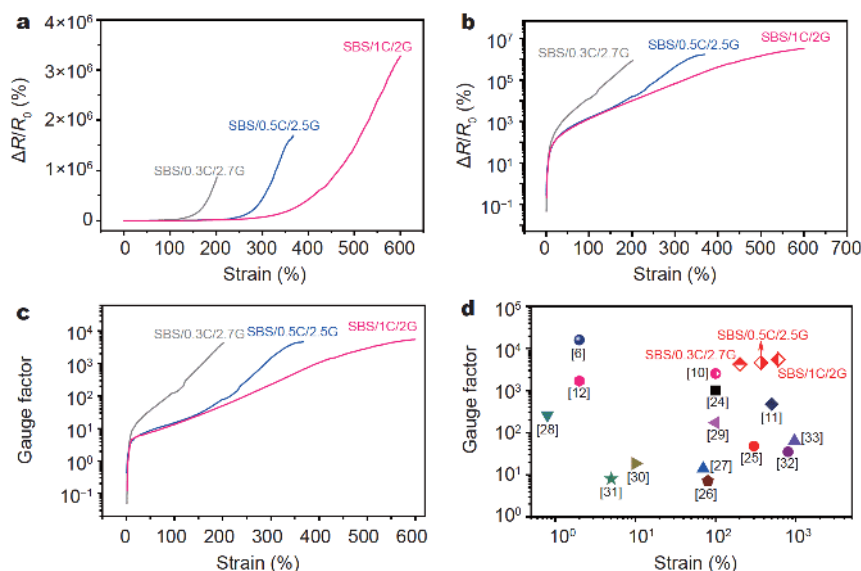 a
4×10⁶
3×10⁶
2×10⁶
1×10⁶
0
ΔR/R₀ (%)
SBS/1C/2G
SBS/0.5C/2.5G
SBS/0.3C/2.7G
0 100 200 300 400 500 600
Strain (%)
b
10⁷
10⁵
10³
10¹
10⁻¹
ΔR/R₀ (%)
SBS/1C/2G
SBS/0.3C/2.7G
SBS/0.5C/2.5G
0 100 200 300 400 500 600 700
Strain (%)
c
10⁴
10³
10²
10¹
10⁰
10⁻¹
Gauge factor
SBS/0.3C/2.7G
SBS/0.5C/2.5G
SBS/1C/2G
0 100 200 300 400 500 600
Strain (%)
d
10⁵
10⁴
10³
10²
10¹
10⁰
Gauge factor
SBS/0.5C/2.5G
SBS/0.3C/2.7G
SBS/1C/2G
[6]
[10]
[12]
[24]
[11]
[28]
[29]
[33]
[25]
[32]
[27]
[30]
[31]
[26]
10⁰ 10¹ 10² 10³
Strain (%)